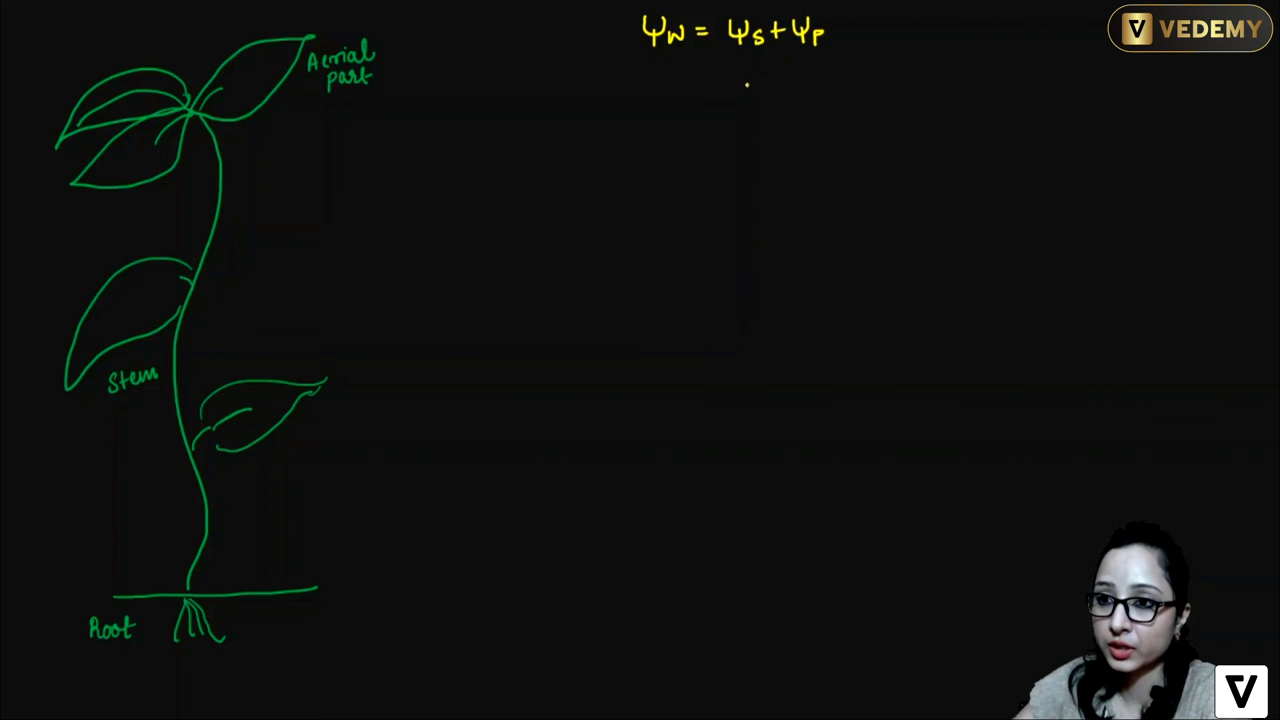 Ψw = Ψs + Ψp
VEDEMY
Aerial
part
Stem
Root